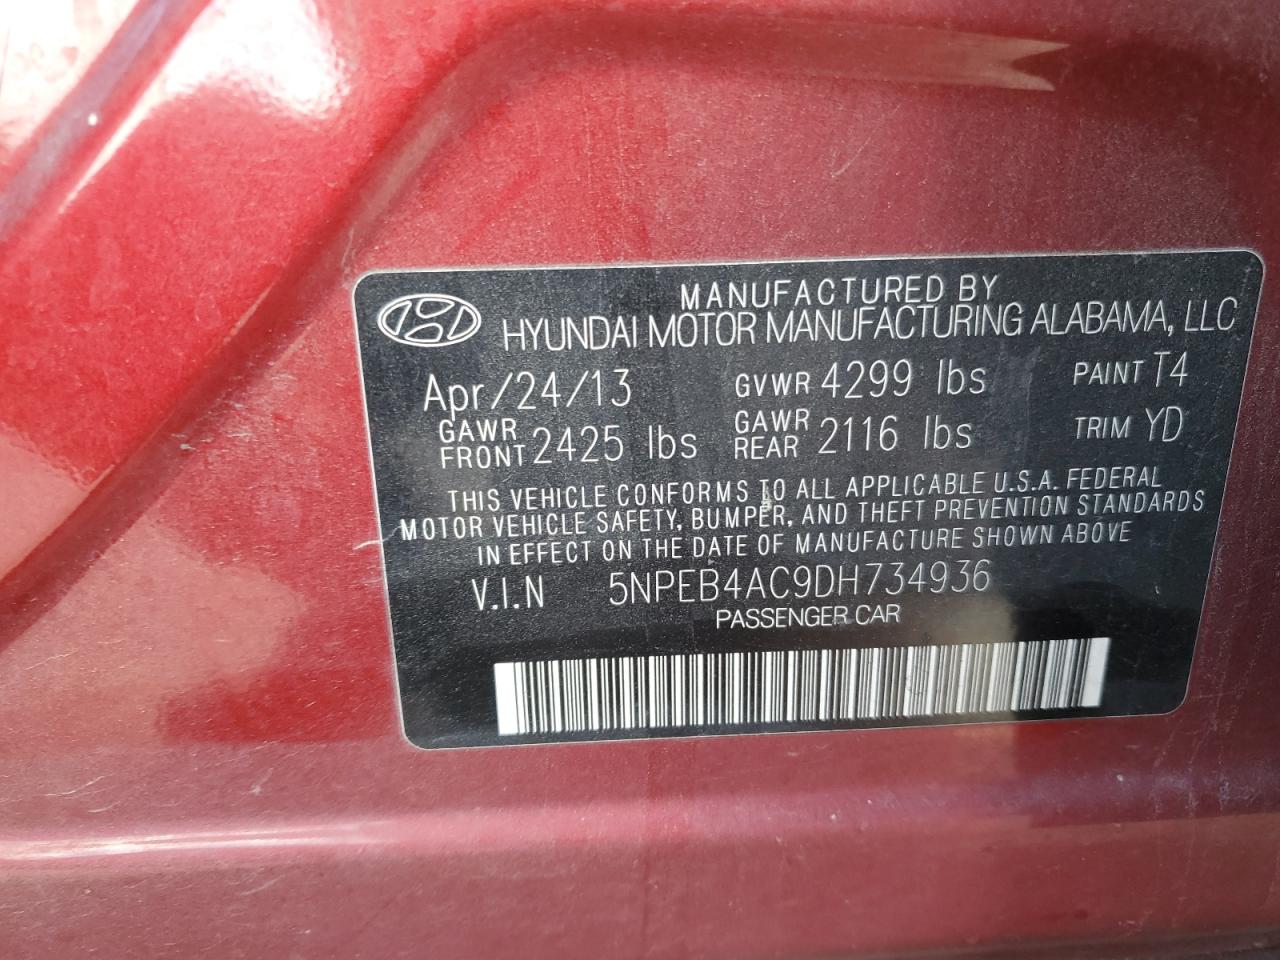 MANUFACTURED BY
HYUNDAI MOTOR MANUFACTURING ALABAMA, LLC
Apr/24/13 GVWR 4299 lbs PAINT T4
GAWR FRONT 2425 lbs GAWR REAR 2116 lbs TRIM YD
THIS VEHICLE CONFORMS TO ALL APPLICABLE U.S.A. FEDERAL
MOTOR VEHICLE SAFETY, BUMPER, AND THEFT PREVENTION STANDARDS
IN EFFECT ON THE DATE OF MANUFACTURE SHOWN ABOVE
V.I.N 5NPEB4AC9DH734936
PASSENGER CAR